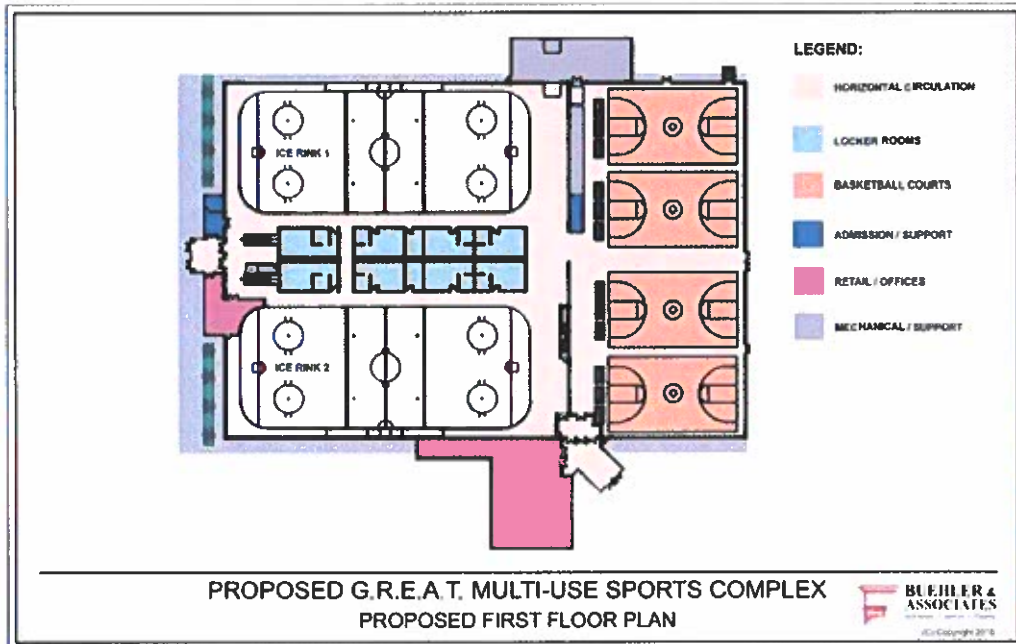 LEGEND:
HORIZONTAL CIRCULATION
LOCKER ROOMS
BASKETBALL COURTS
ADMISSION / SUPPORT
RETAIL / OFFICES
MECHANICAL / SUPPORT
ICE RINK 1
ICE RINK 2
PROPOSED G.R.E.A.T. MULTI-USE SPORTS COMPLEX
PROPOSED FIRST FLOOR PLAN
BUEHLER &
ASSOCIATES
(C) Copyright